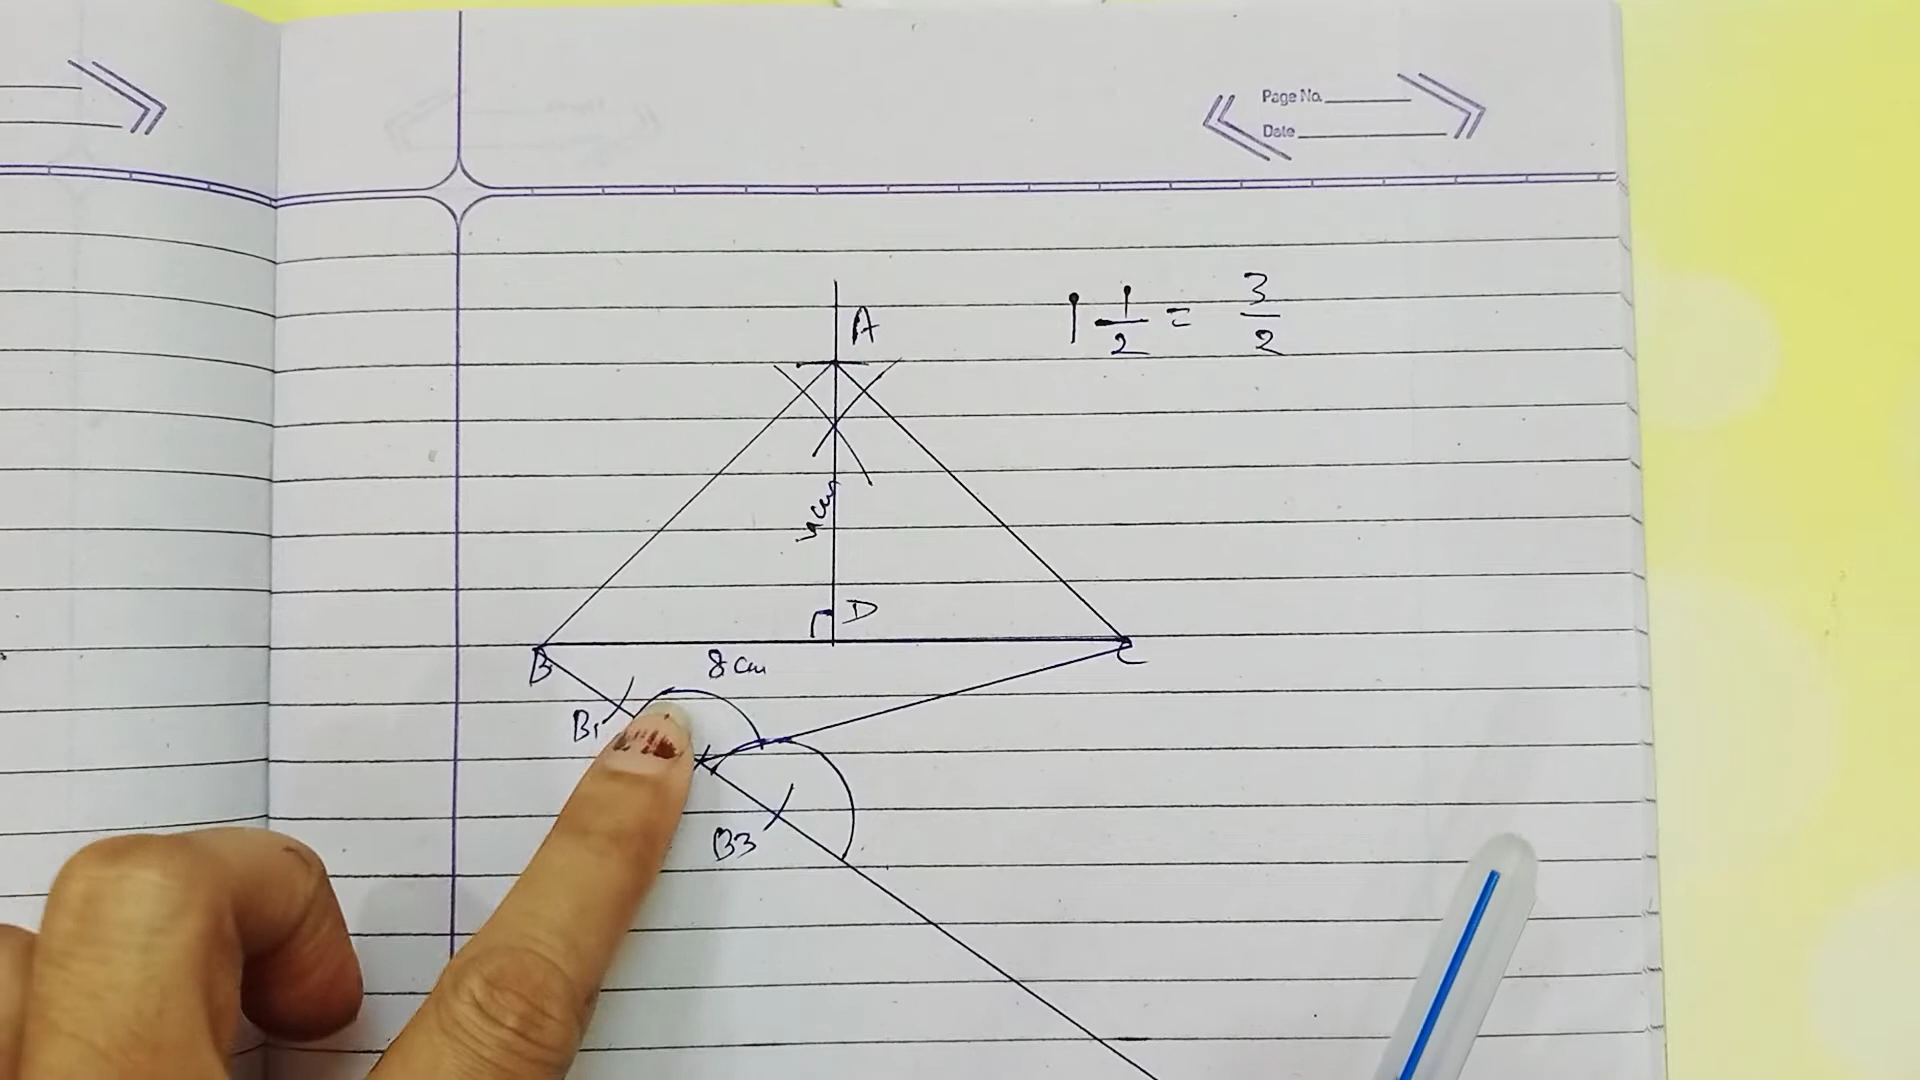 Page No.
Date
A
1 1/2 = 3/2
4cm
D
B
8 cm
C
B1
B3